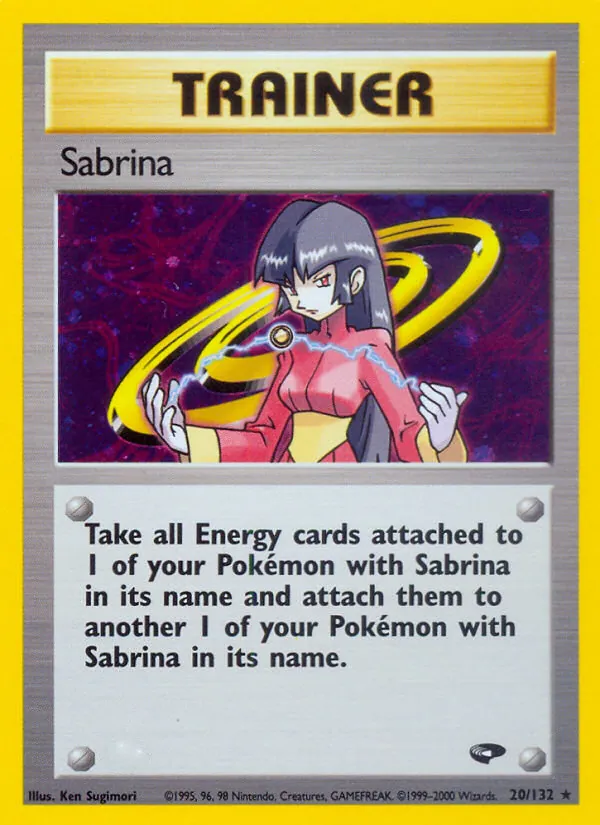 TRAINER
Sabrina
Take all Energy cards attached to
1 of your Pokémon with Sabrina
in its name and attach them to
another 1 of your Pokémon with
Sabrina in its name.
Illus. Ken Sugimori ©1995, 96, 98 Nintendo, Creatures, GAMEFREAK. ©1999-2000 Wizards. 20/132 ★